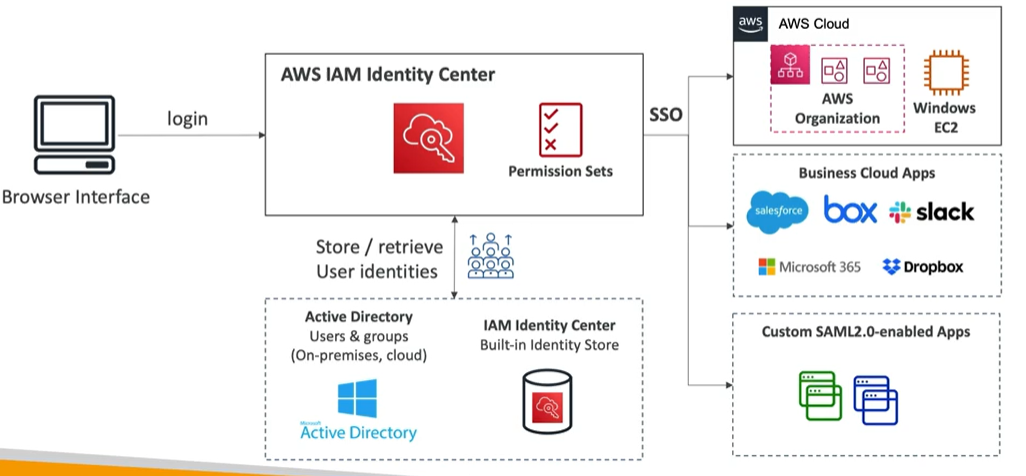 Browser Interface
login
AWS IAM Identity Center
Permission Sets
SSO
Store / retrieve
User identities
Active Directory
Users & groups
(On-premises, cloud)
Microsoft
Active Directory
IAM Identity Center
Built-in Identity Store
aws
AWS Cloud
AWS
Organization
Windows
EC2
Business Cloud Apps
salesforce
box
slack
Microsoft 365
Dropbox
Custom SAML2.0-enabled Apps